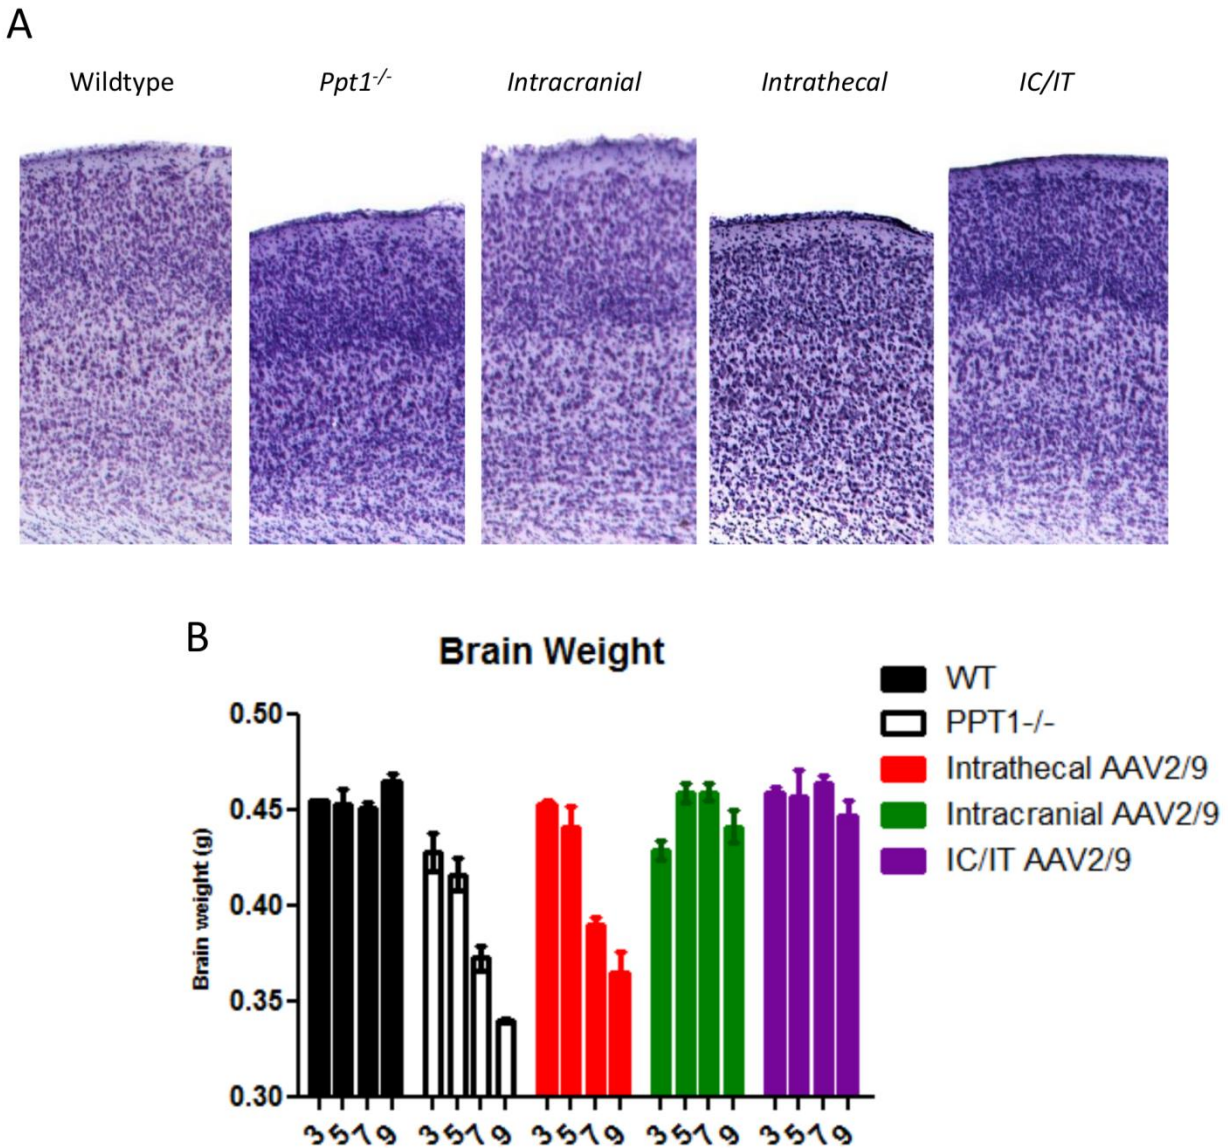 A
Wildtype Ppt1-/- Intracranial Intrathecal IC/IT
B
Brain Weight
WT
PPT1-/-
Intrathecal AAV2/9
Intracranial AAV2/9
IC/IT AAV2/9
Brain weight (g)
0.50
0.45
0.40
0.35
0.30
3 5 7 9 3 5 7 9 3 5 7 9 3 5 7 9 3 5 7 9